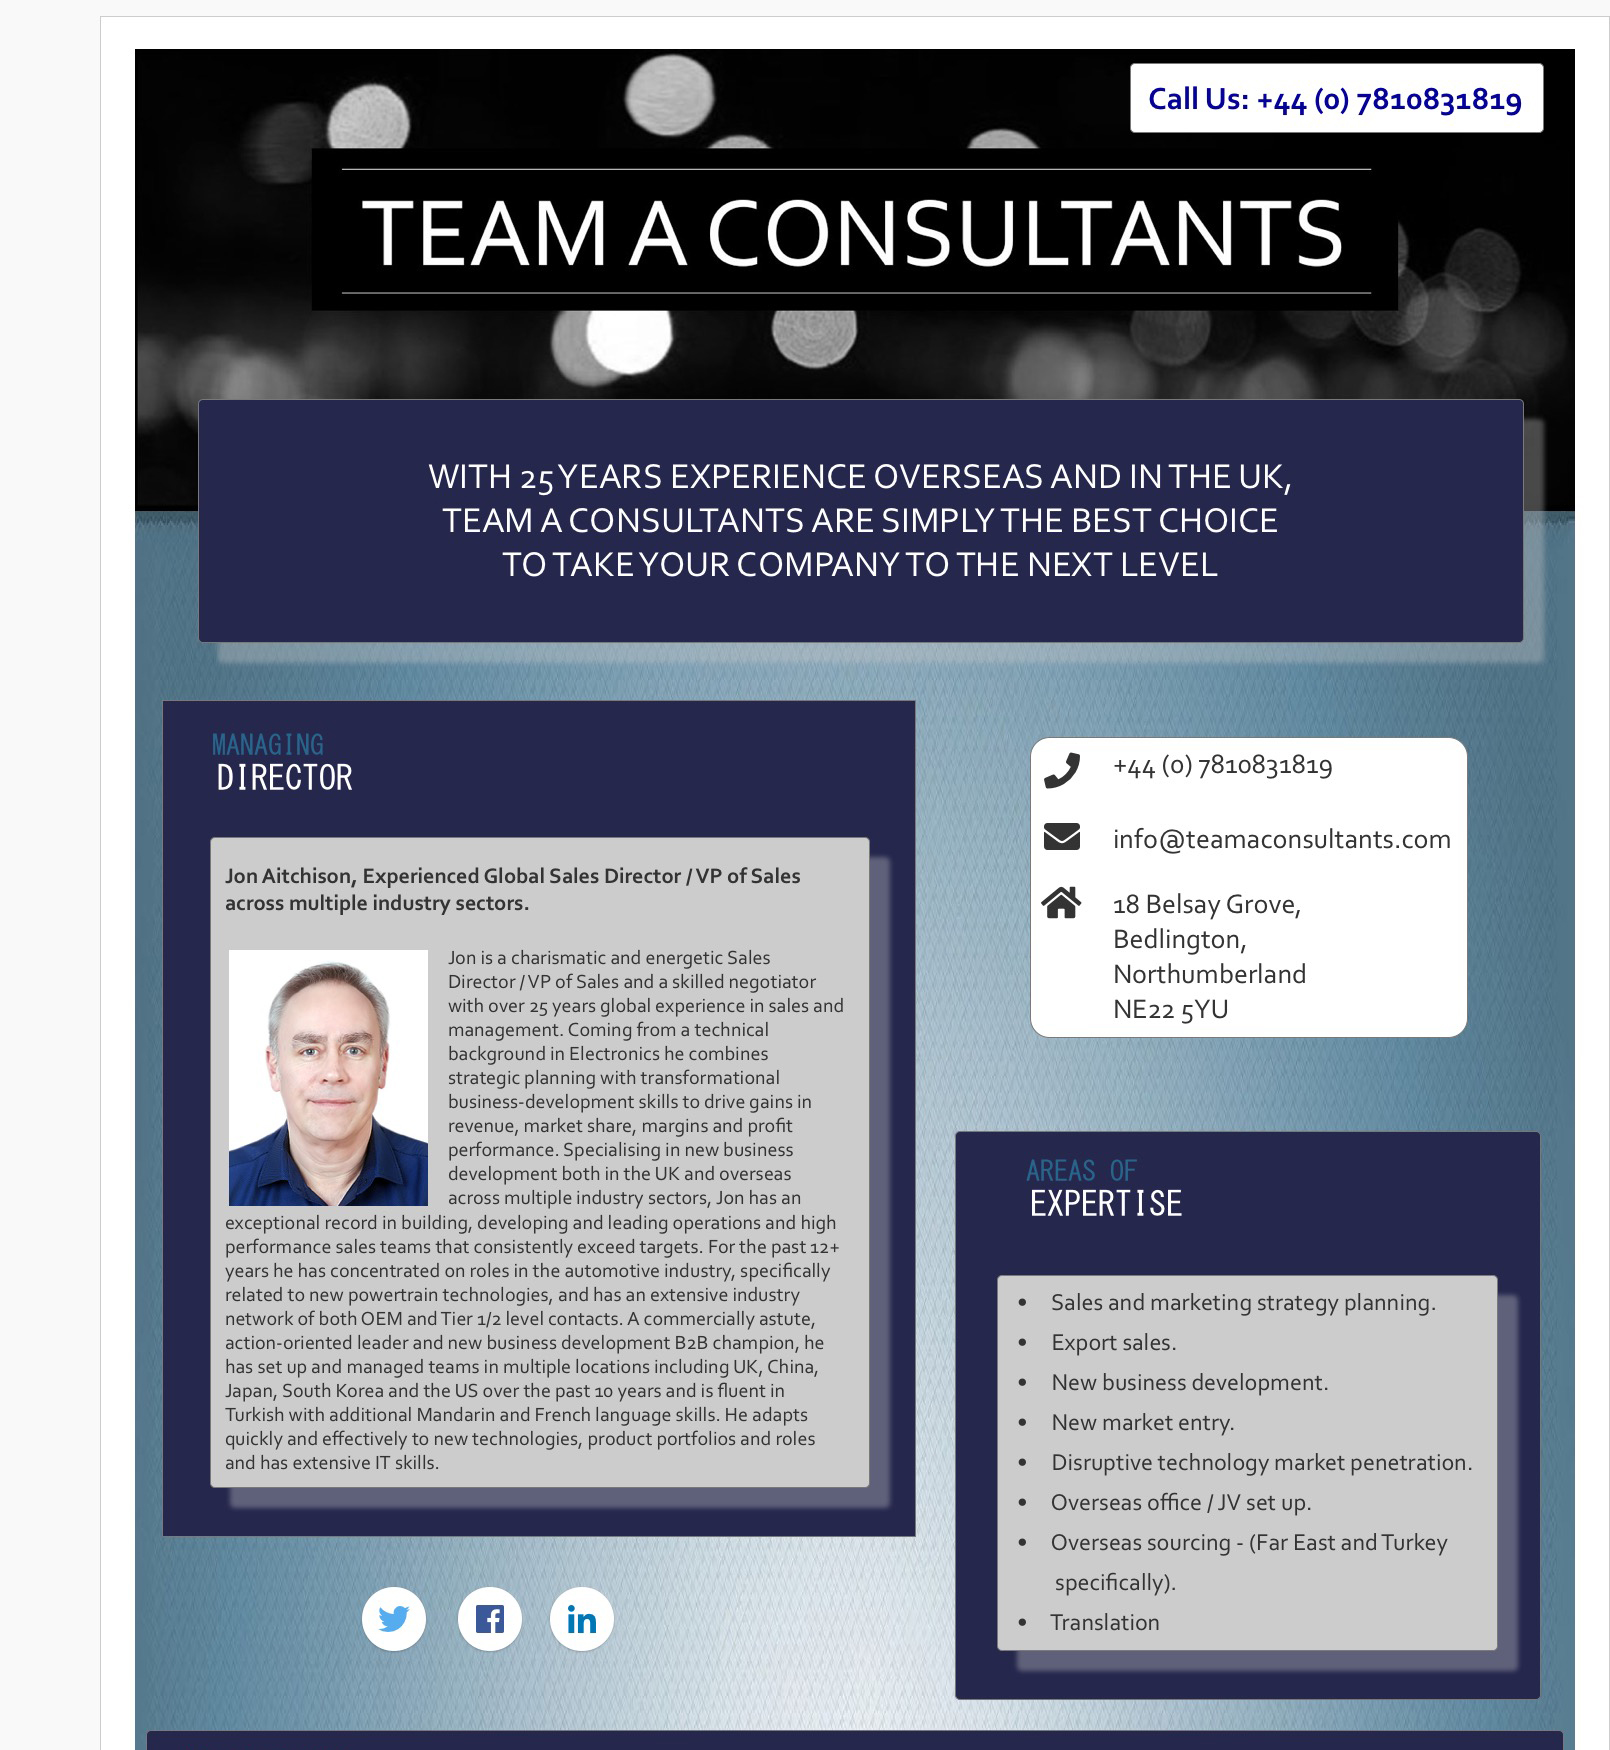 Call Us: +44 (0) 7810831819
TEAM A CONSULTANTS
WITH 25 YEARS EXPERIENCE OVERSEAS AND IN THE UK,
TEAM A CONSULTANTS ARE SIMPLY THE BEST CHOICE
TO TAKE YOUR COMPANY TO THE NEXT LEVEL
MANAGING
DIRECTOR
Jon Aitchison, Experienced Global Sales Director / VP of Sales
across multiple industry sectors.
Jon is a charismatic and energetic Sales
Director / VP of Sales and a skilled negotiator
with over 25 years global experience in sales and
management. Coming from a technical
background in Electronics he combines
strategic planning with transformational
business-development skills to drive gains in
revenue, market share, margins and profit
performance. Specialising in new business
development both in the UK and overseas
across multiple industry sectors, Jon has an
exceptional record in building, developing and leading operations and high
performance sales teams that consistently exceed targets. For the past 12+
years he has concentrated on roles in the automotive industry, specifically
related to new powertrain technologies, and has an extensive industry
network of both OEM and Tier 1/2 level contacts. A commercially astute,
action-oriented leader and new business development B2B champion, he
has set up and managed teams in multiple locations including UK, China,
Japan, South Korea and the US over the past 10 years and is fluent in
Turkish with additional Mandarin and French language skills. He adapts
quickly and effectively to new technologies, product portfolios and roles
and has extensive IT skills.
+44 (0) 7810831819
info@teamaconsultants.com
18 Belsay Grove,
Bedlington,
Northumberland
NE22 5YU
AREAS OF
EXPERTISE
• Sales and marketing strategy planning.
• Export sales.
• New business development.
• New market entry.
• Disruptive technology market penetration.
• Overseas office / JV set up.
• Overseas sourcing - (Far East and Turkey
specifically).
• Translation